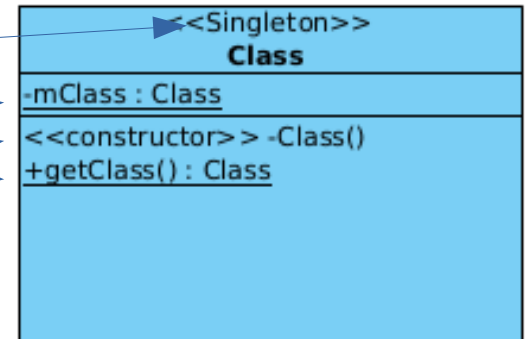 <<Singleton>>
Class
-mClass : Class
<<constructor>> -Class()
+getClass() : Class